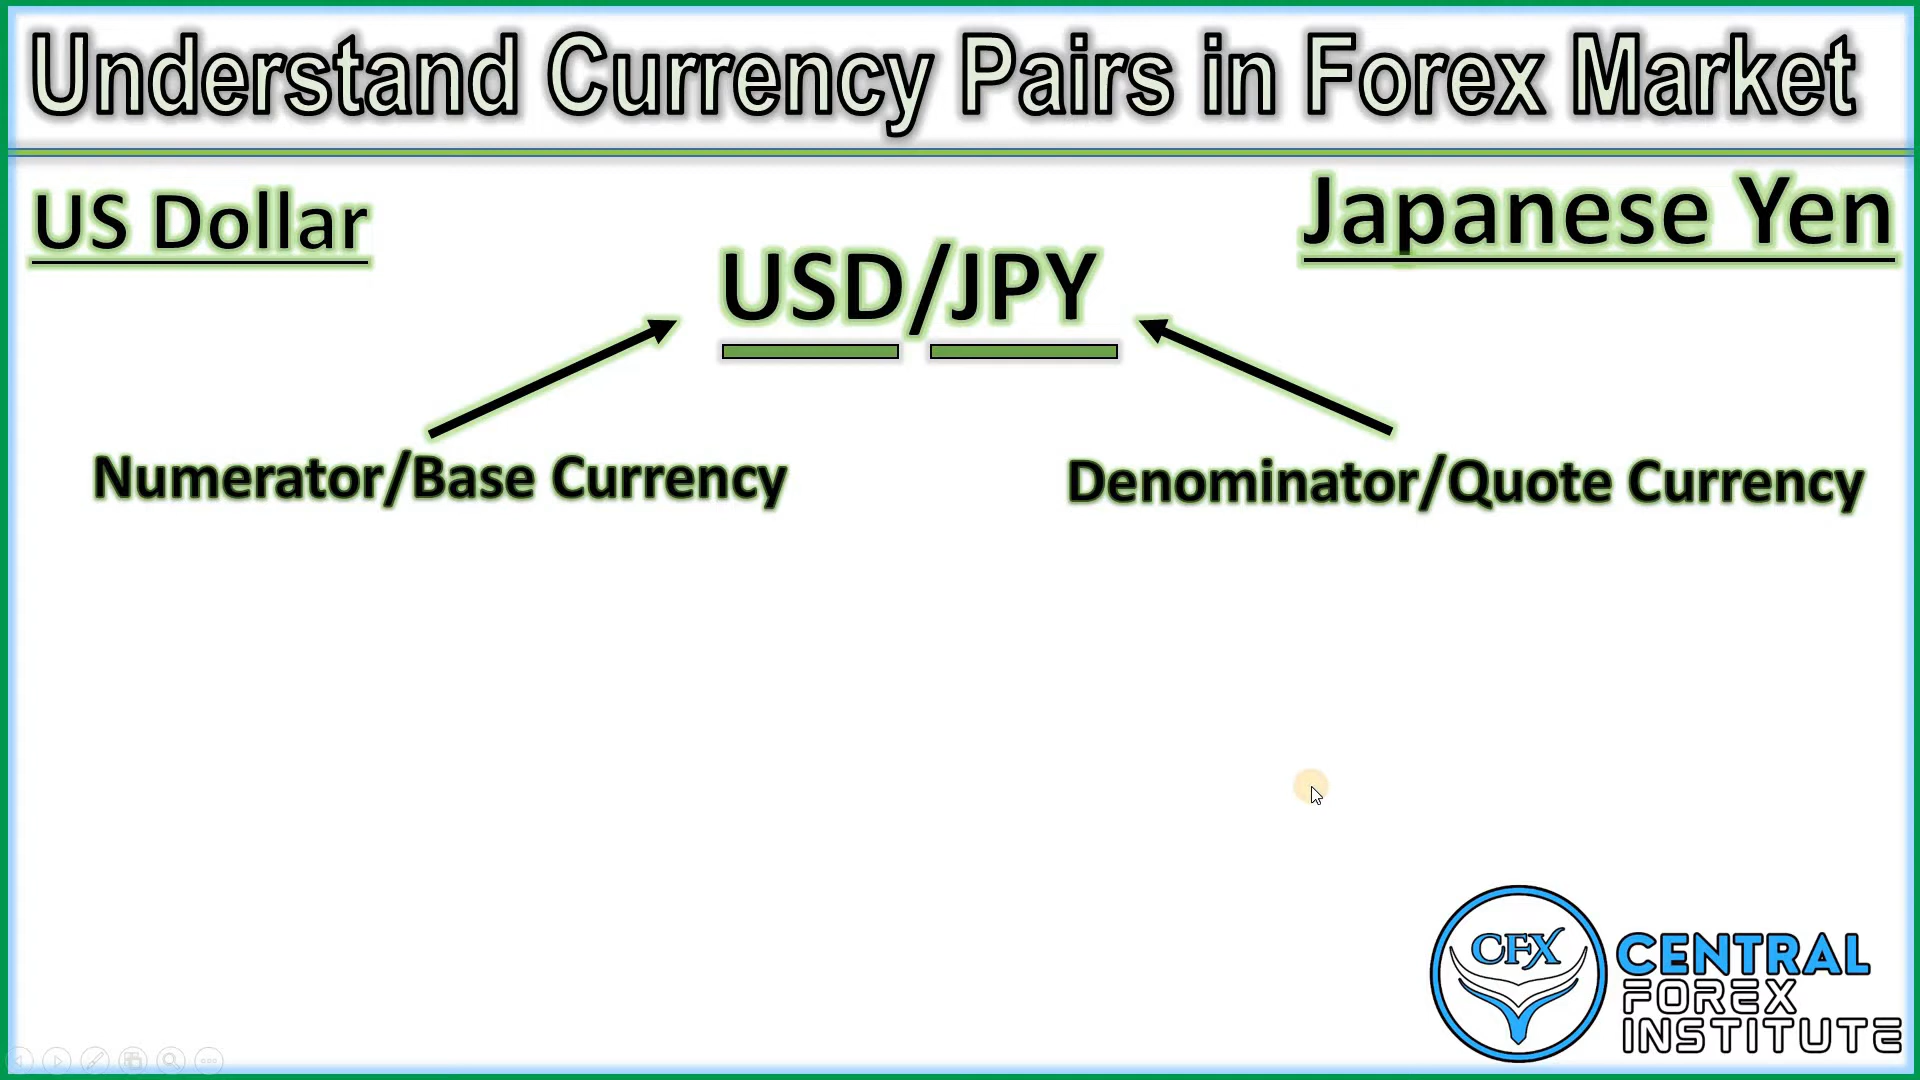 Understand Currency Pairs in Forex Market
US Dollar
Japanese Yen
USD/JPY
Numerator/Base Currency
Denominator/Quote Currency
CFX
CENTRAL
FOREX
INSTITUTE